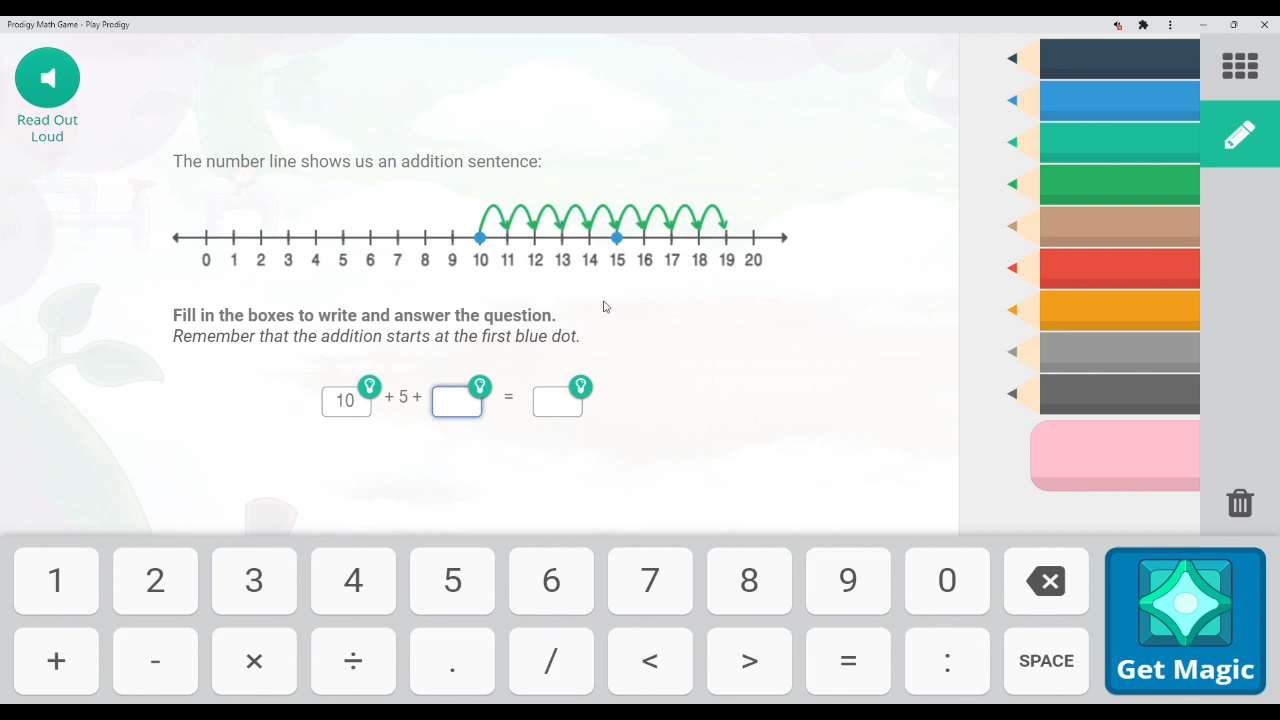 Prodigy Math Game - Play Prodigy
Read Out
Loud
The number line shows us an addition sentence:
0 1 2 3 4 5 6 7 8 9 10 11 12 13 14 15 16 17 18 19 20
Fill in the boxes to write and answer the question.
Remember that the addition starts at the first blue dot.
10 + 5 + =
1 2 3 4 5 6 7 8 9 0
+ - × ÷ . / < > = : SPACE
Get Magic